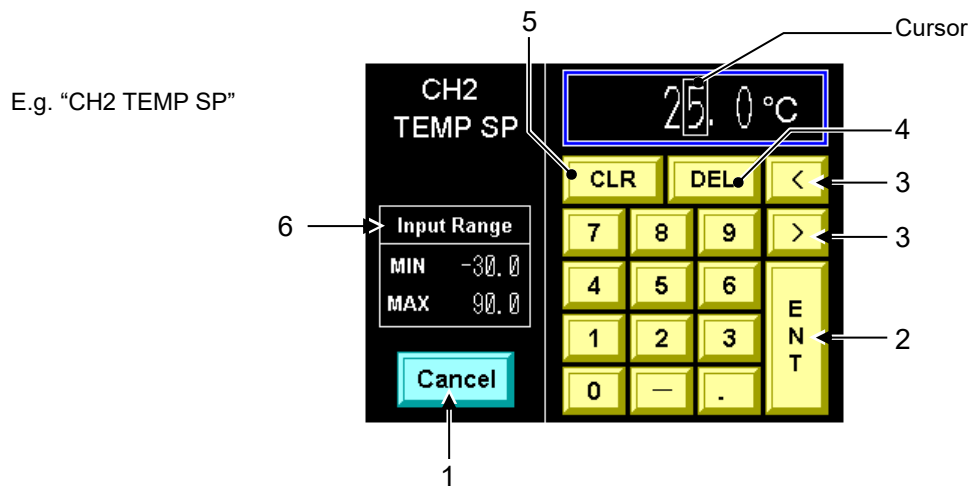 5
Cursor
E.g. “CH2 TEMP SP”
CH2
TEMP SP
25. 0 °C
4
CLR DEL <
3
6
Input Range
7 8 9 >
3
MIN -30.0
MAX 90.0
4 5 6
ENT
2
1 2 3
Cancel
0 — .
1